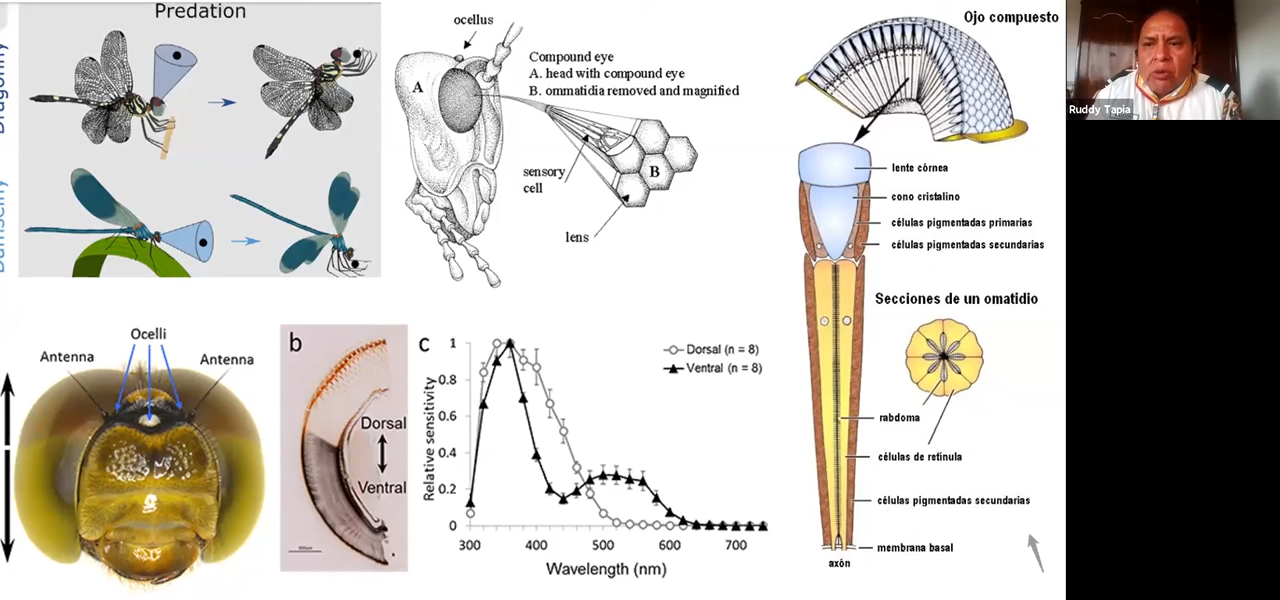 Predation
Dragonfly
Damselfly
ocellus
Compound eye
A. head with compound eye
B. ommatidia removed and magnified
A
B
sensory
cell
lens
Ojo compuesto
lente córnea
cono cristalino
células pigmentadas primarias
células pigmentadas secundarias
Secciones de un omatidio
rabdoma
células de retinula
células pigmentadas secundarias
membrana basal
axón
Ocelli
Antenna
Antenna
b
Dorsal
Ventral
c
Dorsal (n = 8)
Ventral (n = 8)
Relative sensitivity
1
0.8
0.6
0.4
0.2
0
300 400 500 600 700
Wavelength (nm)
Ruddy Tapia